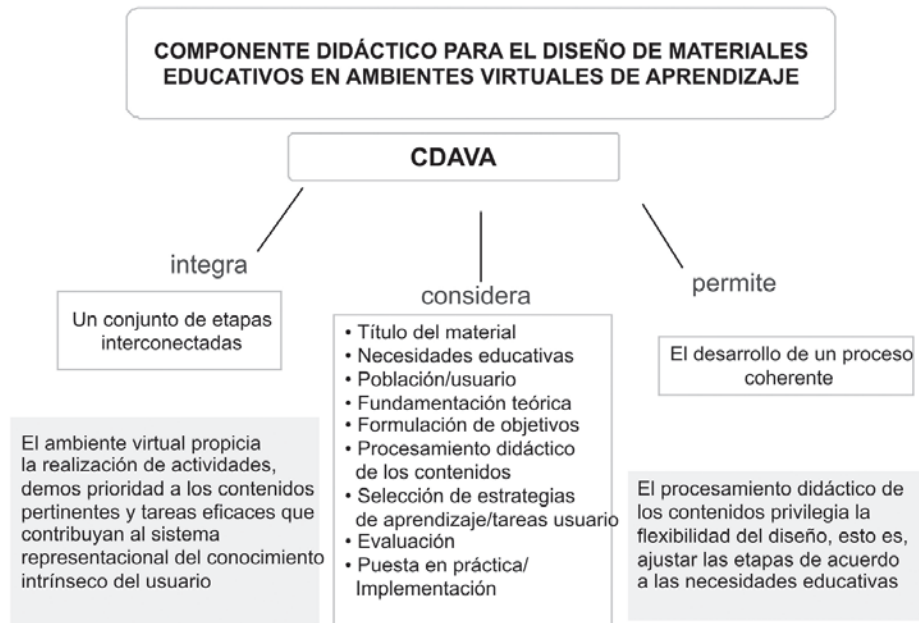 COMPONENTE DIDÁCTICO PARA EL DISEÑO DE MATERIALES
EDUCATIVOS EN AMBIENTES VIRTUALES DE APRENDIZAJE
CDAVA
integra
Un conjunto de etapas
interconectadas
El ambiente virtual propicia
la realización de actividades,
demos prioridad a los contenidos
pertinentes y tareas eficaces que
contribuyan al sistema
representacional del conocimiento
intrínseco del usuario
considera
• Título del material
• Necesidades educativas
• Población/usuario
• Fundamentación teórica
• Formulación de objetivos
• Procesamiento didáctico
de los contenidos
• Selección de estrategias
de aprendizaje/tareas usuario
• Evaluación
• Puesta en práctica/
Implementación
permite
El desarrollo de un proceso
coherente
El procesamiento didáctico de
los contenidos privilegia la
flexibilidad del diseño, esto es,
ajustar las etapas de acuerdo
a las necesidades educativas